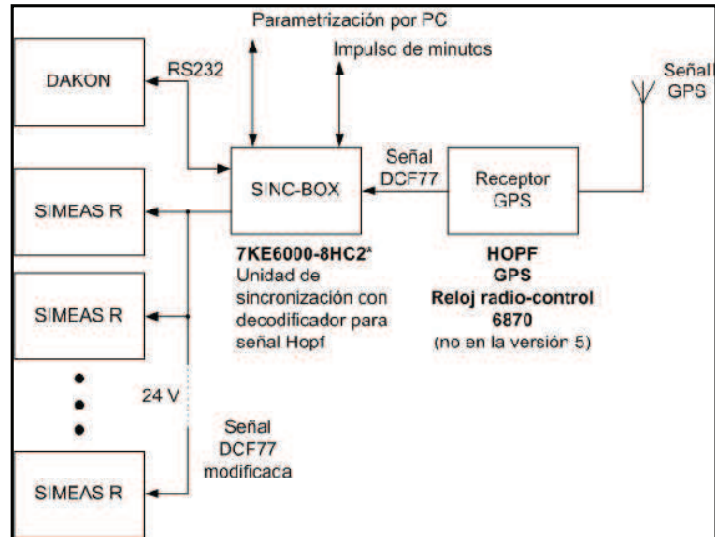 Parametrización por PC
Impulso de minutos
DAKON
RS232
Señal
GPS
SINC-BOX
Señal
DCF77
Receptor
GPS
SIMEAS R
7KE6000-8HC2*
Unidad de
sincronización con
decodificador para
señal Hopf
HOPF
GPS
Reloj radio-control
6870
(no en la versión 5)
SIMEAS R
24 V
Señal
DCF77
modificaca
SIMEAS R